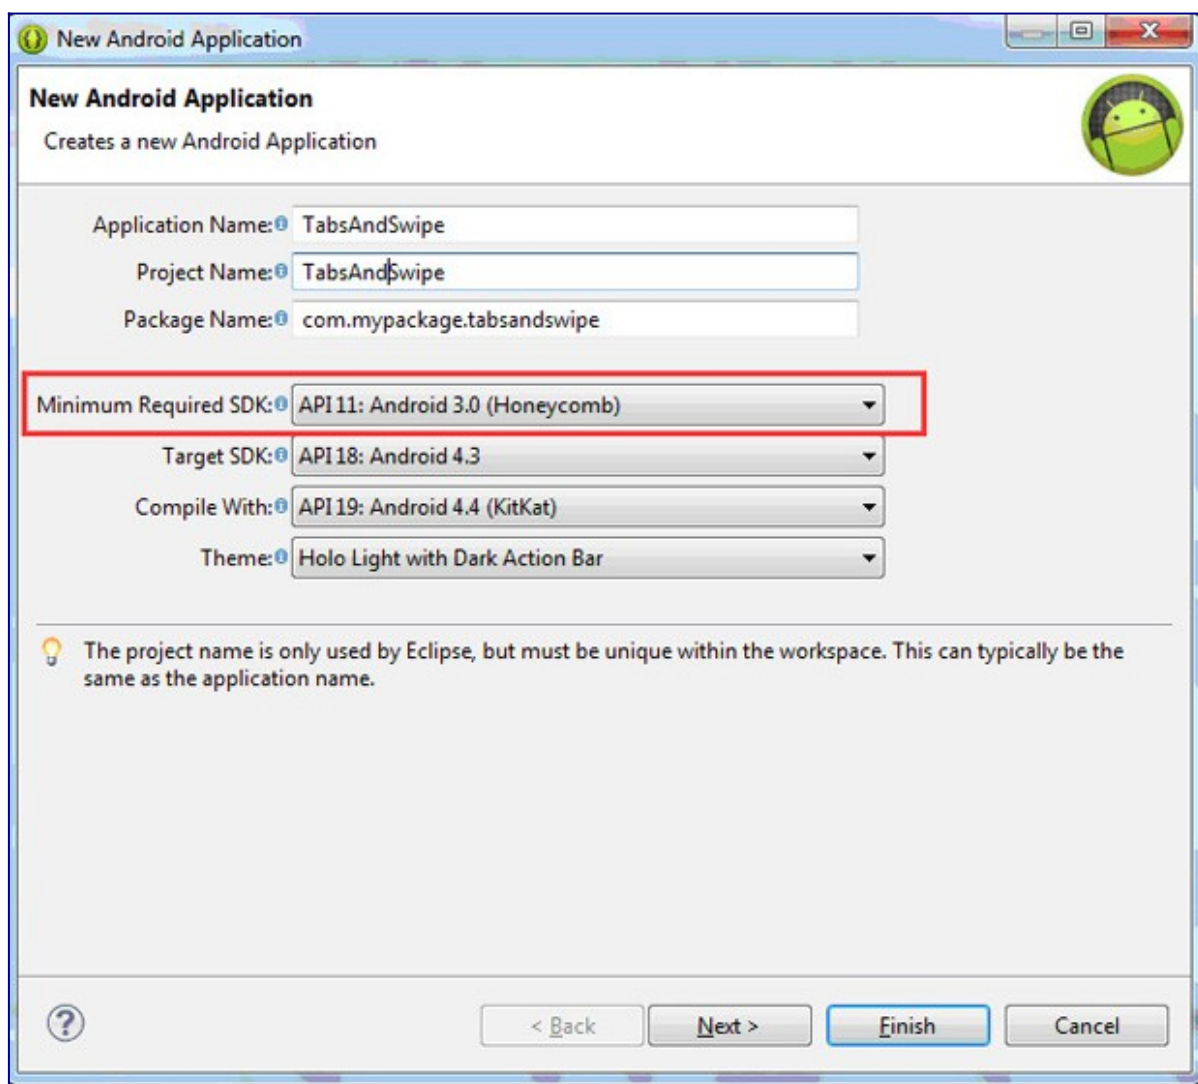 New Android Application
New Android Application
Creates a new Android Application
Application Name: TabsAndSwipe
Project Name: TabsAndSwipe
Package Name: com.mypackage.tabsandswipe
Minimum Required SDK: API 11: Android 3.0 (Honeycomb)
Target SDK: API 18: Android 4.3
Compile With: API 19: Android 4.4 (KitKat)
Theme: Holo Light with Dark Action Bar
The project name is only used by Eclipse, but must be unique within the workspace. This can typically be the
same as the application name.
< Back Next > Finish Cancel